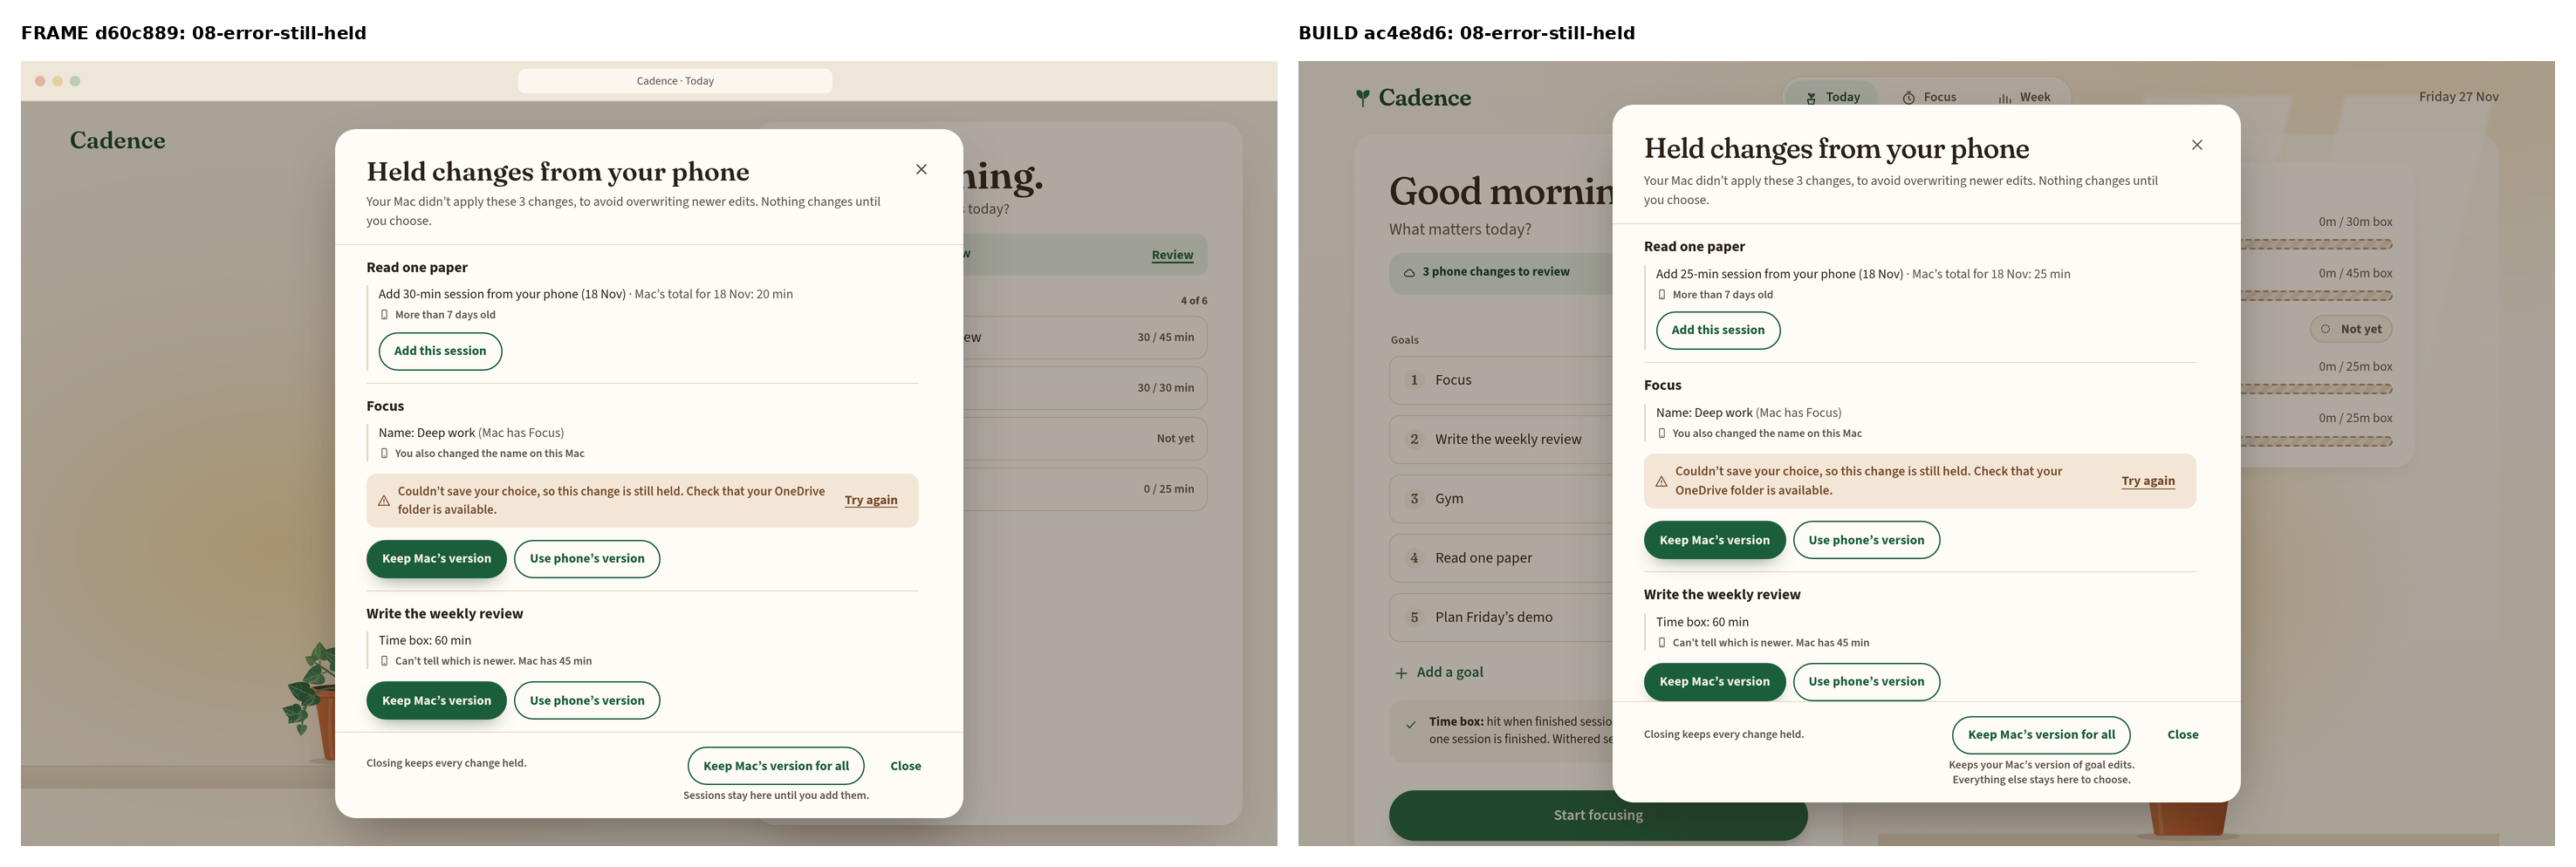 FRAME d60c889: 08-error-still-held
Cadence · Today
Cadence
ning.
s today?
w
Review
4 of 6
ew
30 / 45 min
30 / 30 min
Not yet
0 / 25 min
Held changes from your phone
Your Mac didn’t apply these 3 changes, to avoid overwriting newer edits. Nothing changes until
you choose.
Read one paper
Add 30-min session from your phone (18 Nov) · Mac’s total for 18 Nov: 20 min
More than 7 days old
Add this session
Focus
Name: Deep work (Mac has Focus)
You also changed the name on this Mac
Couldn’t save your choice, so this change is still held. Check that your OneDrive
folder is available.
Try again
Keep Mac’s version
Use phone’s version
Write the weekly review
Time box: 60 min
Can’t tell which is newer. Mac has 45 min
Keep Mac’s version
Use phone’s version
Closing keeps every change held.
Keep Mac’s version for all
Close
Sessions stay here until you add them.
BUILD ac4e8d6: 08-error-still-held
Cadence
Today
Focus
Week
Friday 27 Nov
Good mornin
What matters today?
3 phone changes to review
Goals
1 Focus
2 Write the weekly review
3 Gym
4 Read one paper
5 Plan Friday’s demo
Add a goal
Time box: hit when finished sessio
one session is finished. Withered se
Start focusing
0m / 30m box
0m / 45m box
Not yet
0m / 25m box
0m / 25m box
Held changes from your phone
Your Mac didn’t apply these 3 changes, to avoid overwriting newer edits. Nothing changes until
you choose.
Read one paper
Add 25-min session from your phone (18 Nov) · Mac’s total for 18 Nov: 25 min
More than 7 days old
Add this session
Focus
Name: Deep work (Mac has Focus)
You also changed the name on this Mac
Couldn’t save your choice, so this change is still held. Check that your
OneDrive folder is available.
Try again
Keep Mac’s version
Use phone’s version
Write the weekly review
Time box: 60 min
Can’t tell which is newer. Mac has 45 min
Keep Mac’s version
Use phone’s version
Closing keeps every change held.
Keep Mac’s version for all
Close
Keeps your Mac’s version of goal edits.
Everything else stays here to choose.